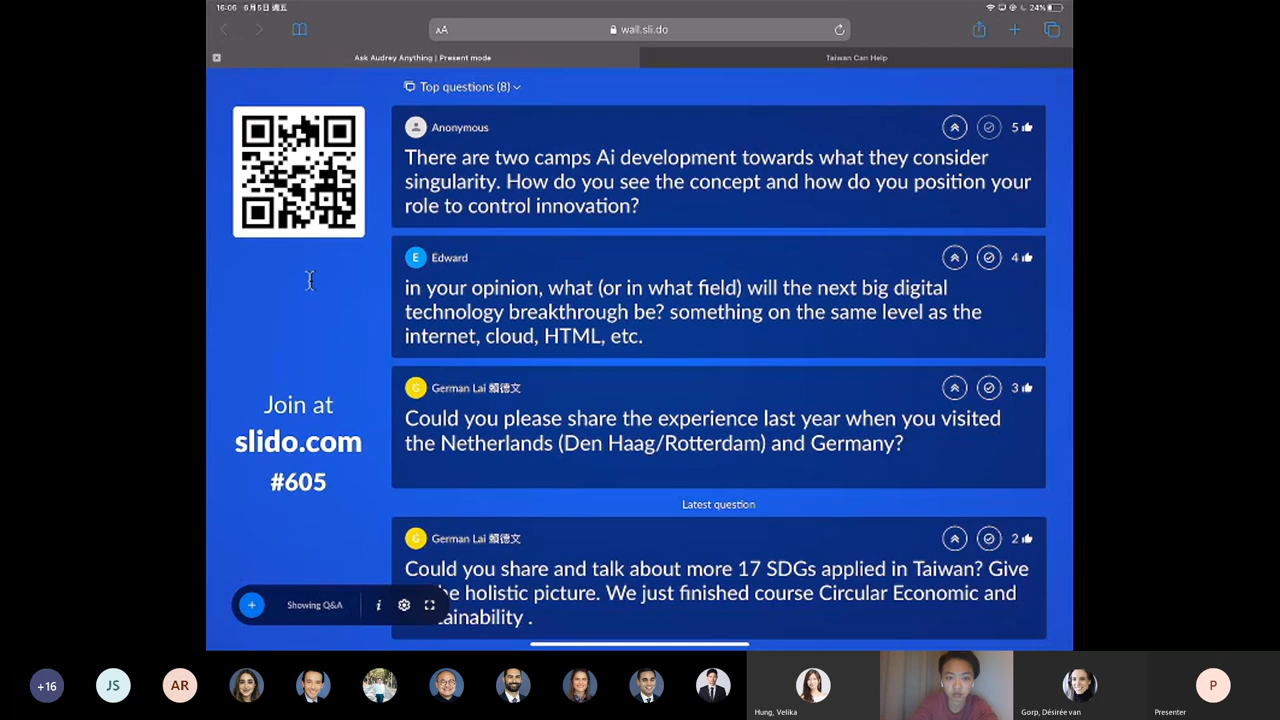 16:06 6月5日 週五
24%
AA
wall.sli.do
Ask Audrey Anything | Present mode
Taiwan Can Help
Top questions (8)
Anonymous
5
There are two camps Ai development towards what they consider
singularity. How do you see the concept and how do you position your
role to control innovation?
E
Edward
4
in your opinion, what (or in what field) will the next big digital
technology breakthrough be? something on the same level as the
internet, cloud, HTML, etc.
G
German Lai 賴德文
3
Could you please share the experience last year when you visited
the Netherlands (Den Haag/Rotterdam) and Germany?
Join at
slido.com
#605
Latest question
G
German Lai 賴德文
2
Could you share and talk about more 17 SDGs applied in Taiwan? Give
holistic picture. We just finished course Circular Economic and
.
Showing Q&A
+16
JS
AR
Hung, Velika
Gorp, Désirée van
P
Presenter